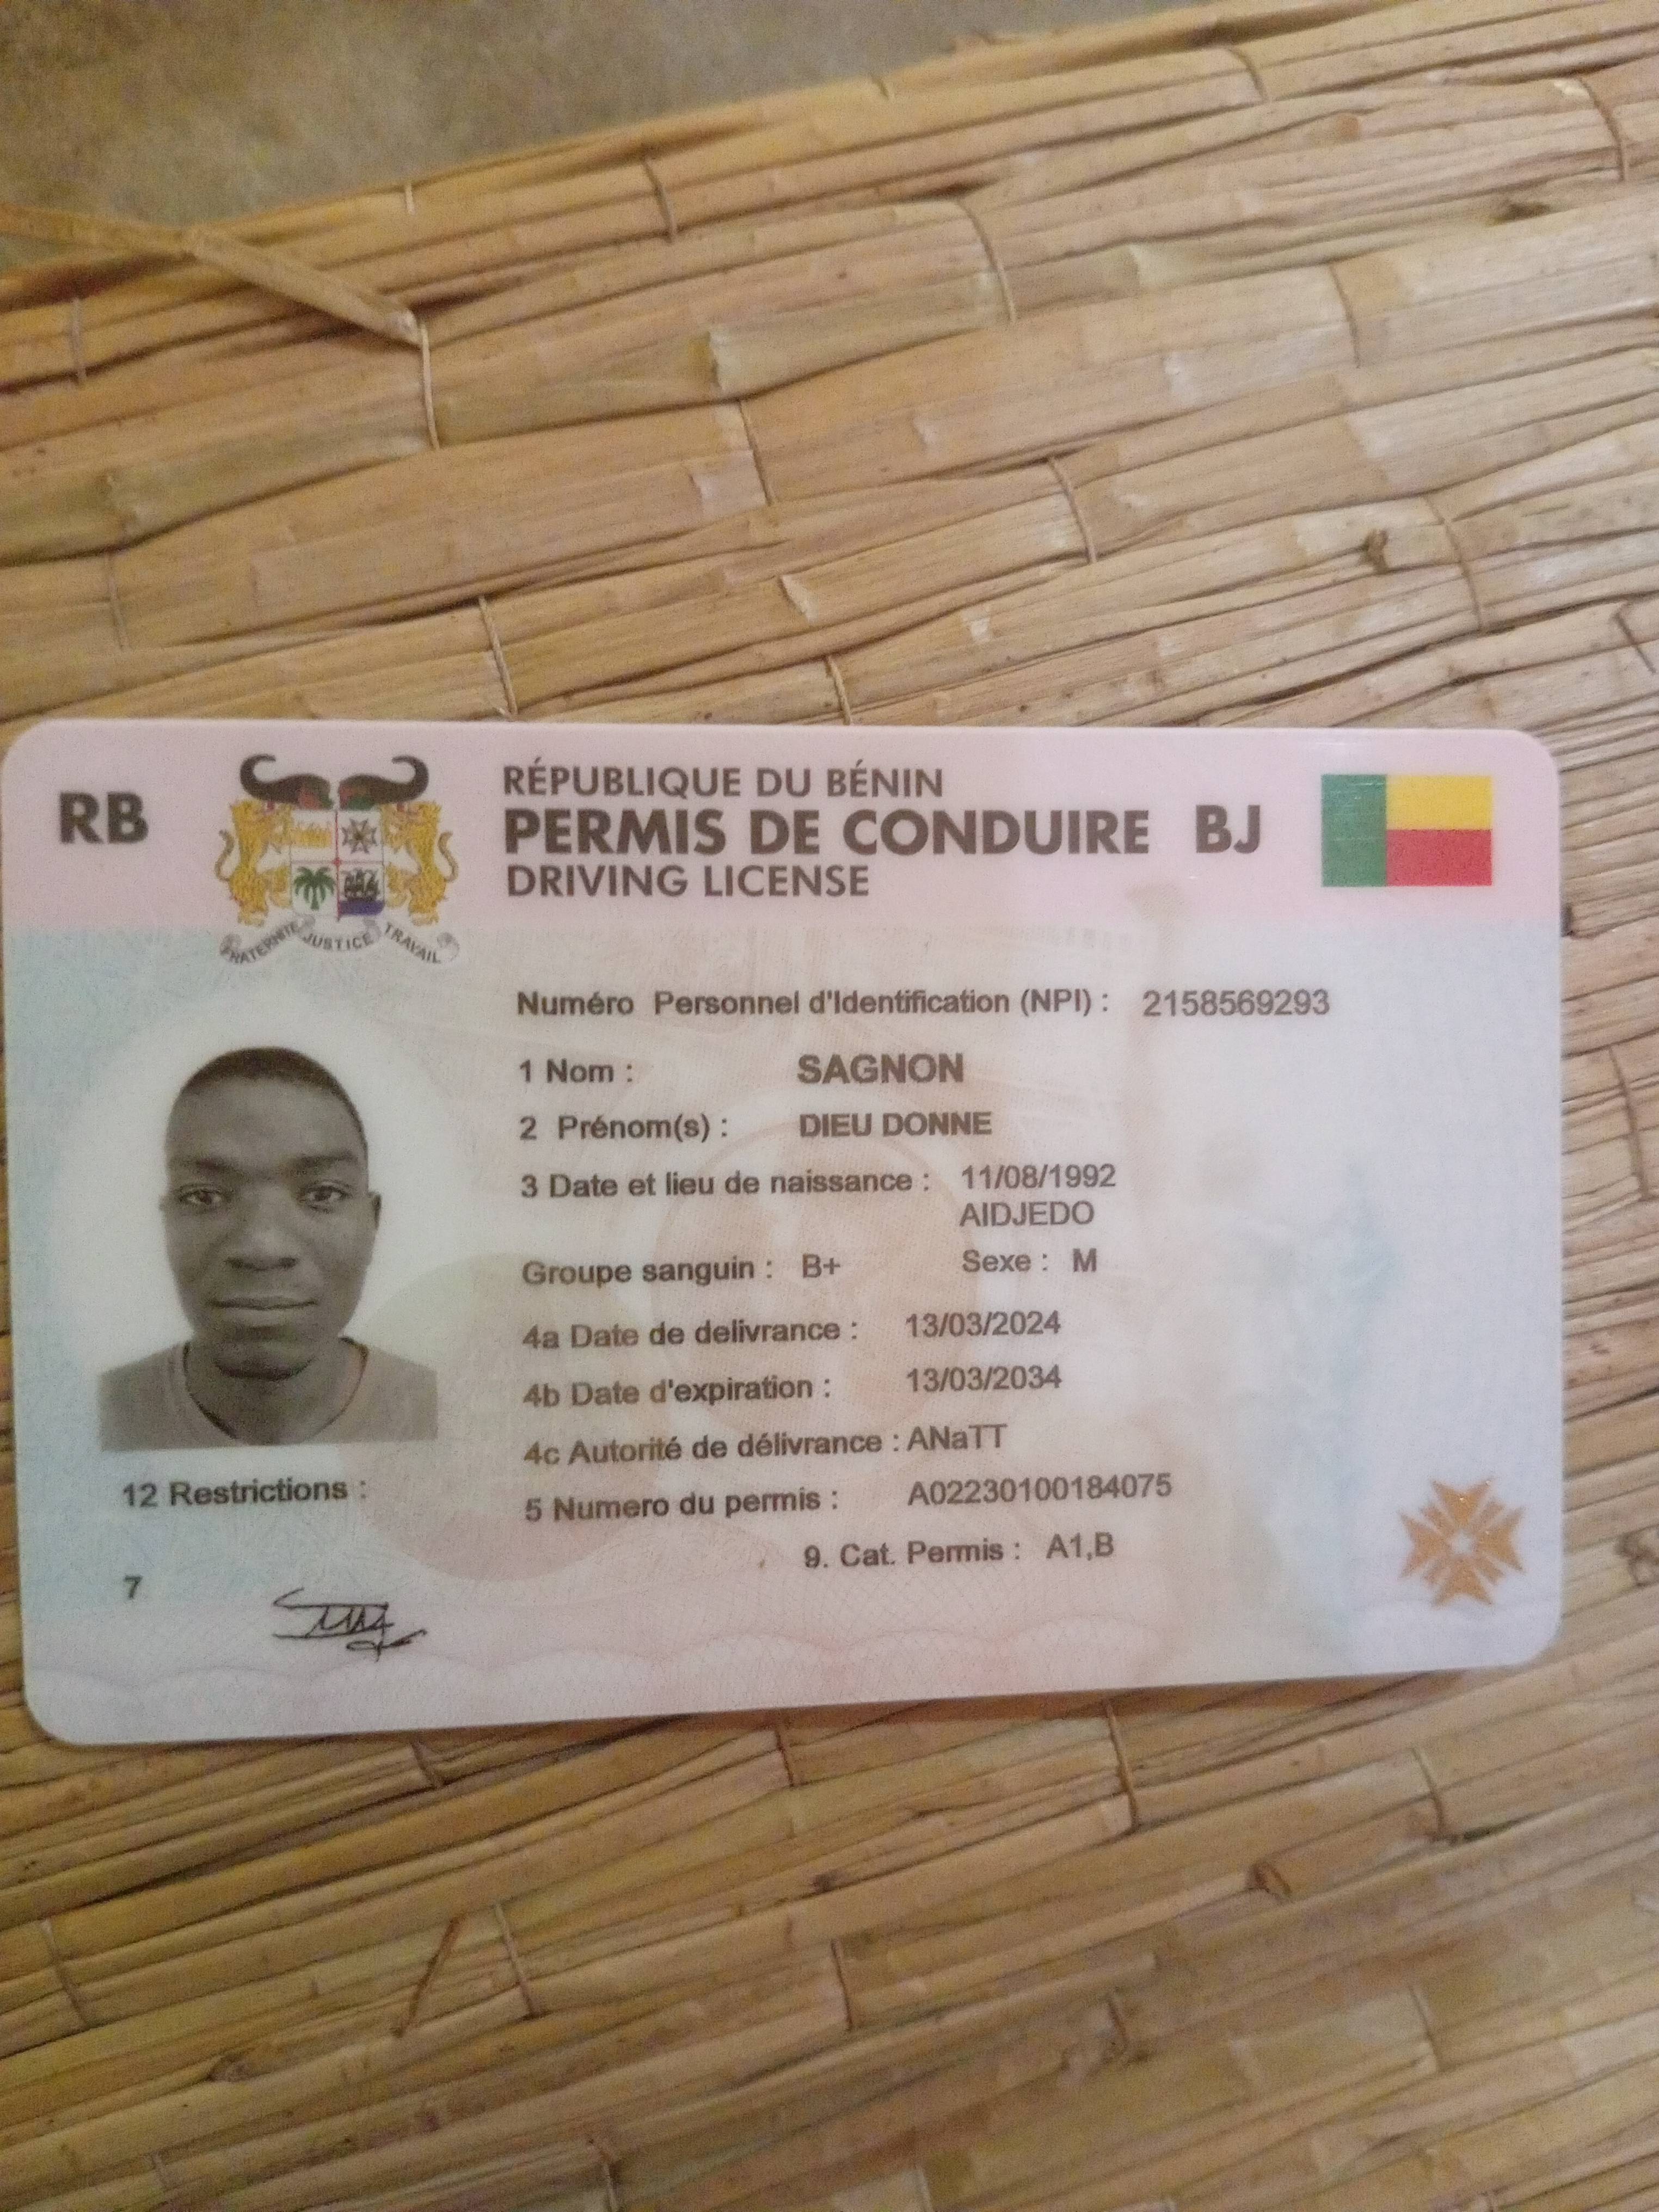 RB
RÉPUBLIQUE DU BÉNIN
PERMIS DE CONDUIRE BJ
DRIVING LICENSE
FRATERNITÉ JUSTICE TRAVAIL
Numéro Personnel d'Identification (NPI) : 2158569293
1 Nom : SAGNON
2 Prénom(s) : DIEU DONNE
3 Date et lieu de naissance : 11/08/1992
AIDJEDO
Groupe sanguin : B+ Sexe : M
4a Date de delivrance : 13/03/2024
4b Date d'expiration : 13/03/2034
4c Autorité de délivrance : ANaTT
12 Restrictions :
5 Numero du permis : A02230100184075
9. Cat. Permis : A1,B
7